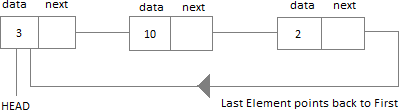 data next data next data next
3 10 2
HEAD Last Element points back to First